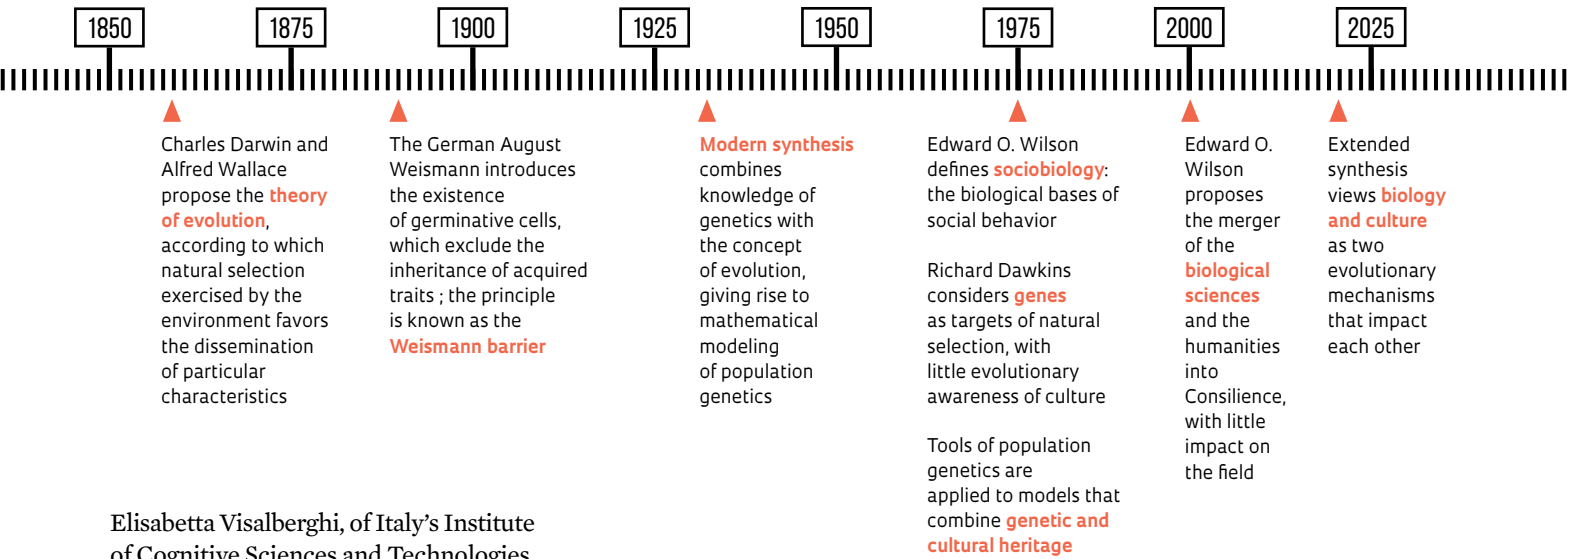 1850
1875
1900
1925
1950
1975
2000
2025
Charles Darwin and
Alfred Wallace
propose the theory
of evolution,
according to which
natural selection
exercised by the
environment favors
the dissemination
of particular
characteristics
The German August
Weismann introduces
the existence
of germinative cells,
which exclude the
inheritance of acquired
traits ; the principle
is known as the
Weismann barrier
Modern synthesis
combines
knowledge of
genetics with
the concept
of evolution,
giving rise to
mathematical
modeling
of population
genetics
Edward O. Wilson
defines sociobiology:
the biological bases of
social behavior
Richard Dawkins
considers genes
as targets of natural
selection, with
little evolutionary
awareness of culture
Tools of population
genetics are
applied to models that
combine genetic and
cultural heritage
Edward O.
Wilson
proposes
the merger
of the
biological
sciences
and the
humanities
into
Consilience,
with little
impact on
the field
Extended
synthesis
views biology
and culture
as two
evolutionary
mechanisms
that impact
each other
Elisabetta Visalberghi, of Italy’s Institute
of Cognitive Sciences and Technologies